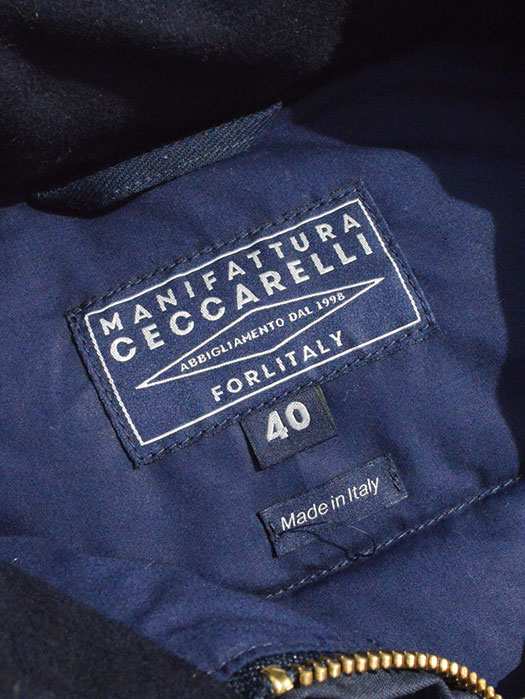 MANIFATTURA
CECCARELLI
ABBIGLIAMENTO DAL 1998
FORLITALY
40
Made in Italy